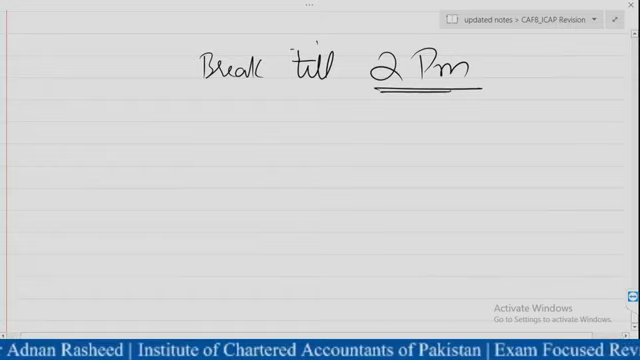 updated notes > CAF8_ICAP Revision
Break till 2 Pm
Activate Windows
Go to Settings to activate Windows.
Adnan Rasheed | Institute of Chartered Accountants of Pakistan | Exam Focused Rev